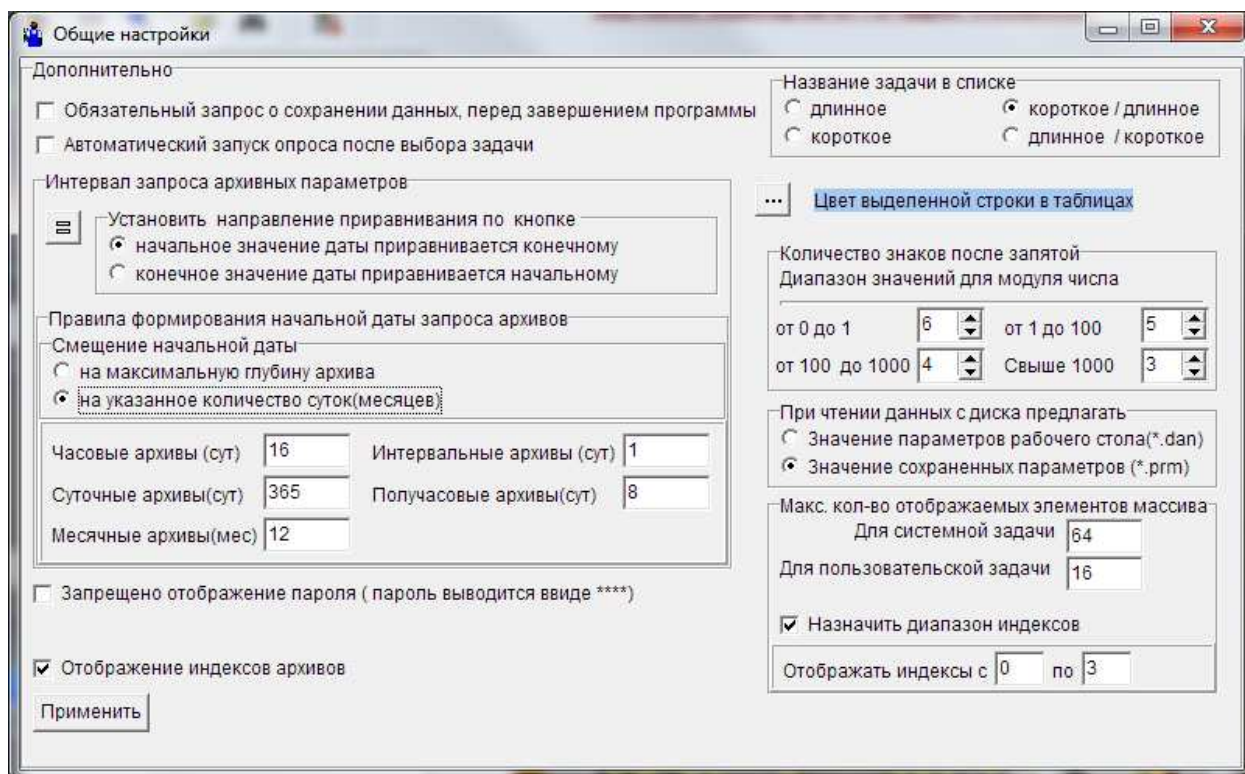 Общие настройки
Дополнительно
Обязательный запрос о сохранении данных, перед завершением программы
Автоматический запуск опроса после выбора задачи
Интервал запроса архивных параметров
=
Установить направление приравнивания по кнопке
начальное значение даты приравнивается конечному
конечное значение даты приравнивается начальному
Правила формирования начальной даты запроса архивов
Смещение начальной даты
на максимальную глубину архива
на указанное количество суток(месяцев)
Часовые архивы (сут) 16 Интервальные архивы (сут) 1
Суточные архивы(сут) 365 Получасовые архивы(сут) 8
Месячные архивы(мес) 12
Запрещено отображение пароля ( пароль выводится ввиде ****)
Отображение индексов архивов
Применить
Название задачи в списке
длинное короткое / длинное
короткое длинное / короткое
... Цвет выделенной строки в таблицах
Количество знаков после запятой
Диапазон значений для модуля числа
от 0 до 1 6 от 1 до 100 5
от 100 до 1000 4 Свыше 1000 3
При чтении данных с диска предлагать
Значение параметров рабочего стола(*.dan)
Значение сохраненных параметров (*.prm)
Макс. кол-во отображаемых элементов массива
Для системной задачи 64
Для пользовательской задачи 16
Назначить диапазон индексов
Отображать индексы с 0 по 3